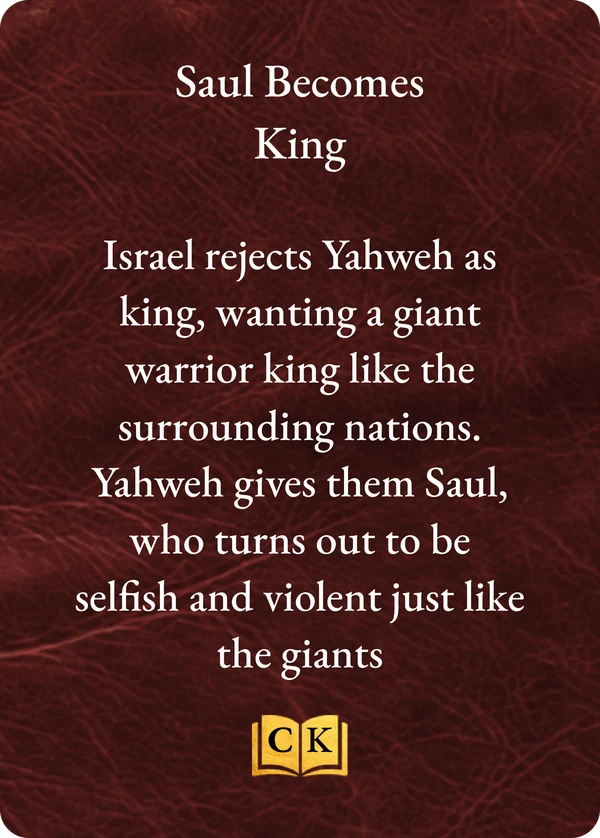 Saul Becomes
King
Israel rejects Yahweh as
king, wanting a giant
warrior king like the
surrounding nations.
Yahweh gives them Saul,
who turns out to be
selfish and violent just like
the giants
C K